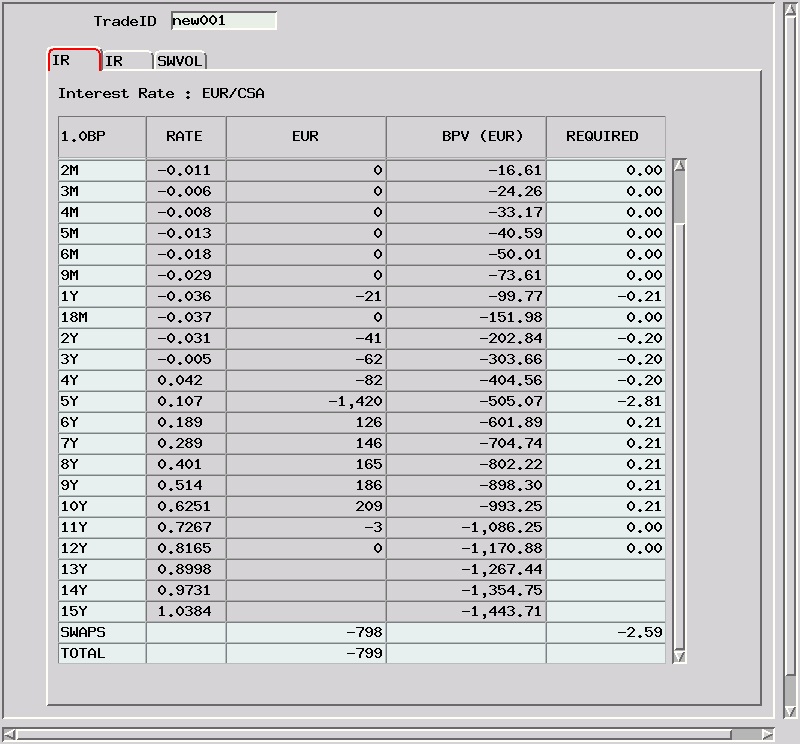 TradeID new001
IR IR SWVOL
Interest Rate : EUR/CSA
1.0BP RATE EUR BPV (EUR) REQUIRED
2M -0.011 0 -16.61 0.00
3M -0.006 0 -24.26 0.00
4M -0.008 0 -33.17 0.00
5M -0.013 0 -40.59 0.00
6M -0.018 0 -50.01 0.00
9M -0.029 0 -73.61 0.00
1Y -0.036 -21 -99.77 -0.21
18M -0.037 0 -151.98 0.00
2Y -0.031 -41 -202.84 -0.20
3Y -0.005 -62 -303.66 -0.20
4Y 0.042 -82 -404.56 -0.20
5Y 0.107 -1,420 -505.07 -2.81
6Y 0.189 126 -601.89 0.21
7Y 0.289 146 -704.74 0.21
8Y 0.401 165 -802.22 0.21
9Y 0.514 186 -898.30 0.21
10Y 0.6251 209 -993.25 0.21
11Y 0.7267 -3 -1,086.25 0.00
12Y 0.8165 0 -1,170.88 0.00
13Y 0.8998 -1,267.44
14Y 0.9731 -1,354.75
15Y 1.0384 -1,443.71
SWAPS -798 -2.59
TOTAL -799